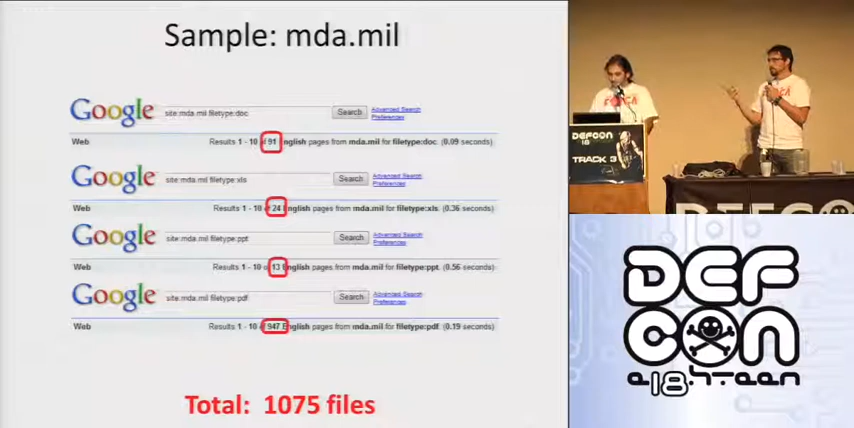 Sample: mda.mil
Google site:mda.mil filetype:doc Search Advanced Search
Preferences
Web Results 1 - 10 of 91 English pages from mda.mil for filetype:doc. (0.09 seconds)
Google site:mda.mil filetype:xls Search Advanced Search
Preferences
Web Results 1 - 10 of 24 English pages from mda.mil for filetype:xls. (0.36 seconds)
Google site:mda.mil filetype:ppt Search Advanced Search
Preferences
Web Results 1 - 10 of 13 English pages from mda.mil for filetype:ppt. (0.56 seconds)
Google site:mda.mil filetype:pdf Search Advanced Search
Preferences
Web Results 1 - 10 of 947 English pages from mda.mil for filetype:pdf. (0.19 seconds)
Total: 1075 files
FOCA
DEFCON
18
TRACK 3
DEFCON
DEF
CON
e18h-teen